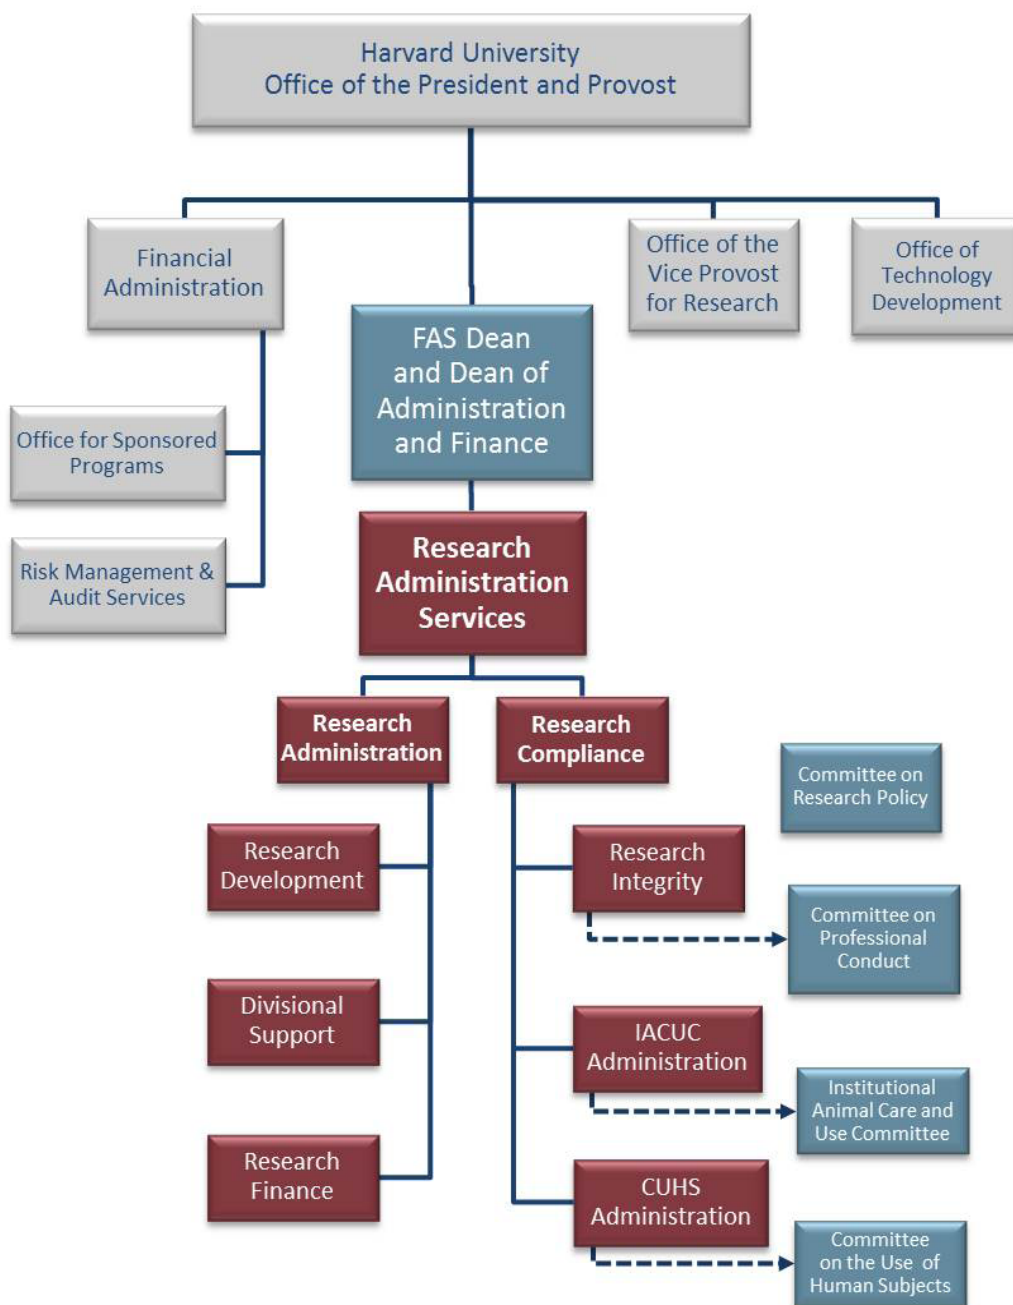 Harvard University
Office of the President and Provost
Financial
Administration
Office of the
Vice Provost
for Research
Office of
Technology
Development
FAS Dean
and Dean of
Administration
and Finance
Office for Sponsored
Programs
Risk Management &
Audit Services
Research
Administration
Services
Research
Administration
Research
Compliance
Committee on
Research Policy
Research
Development
Research
Integrity
Committee on
Professional
Conduct
Divisional
Support
IACUC
Administration
Institutional
Animal Care and
Use Committee
Research
Finance
CUHS
Administration
Committee
on the Use of
Human Subjects